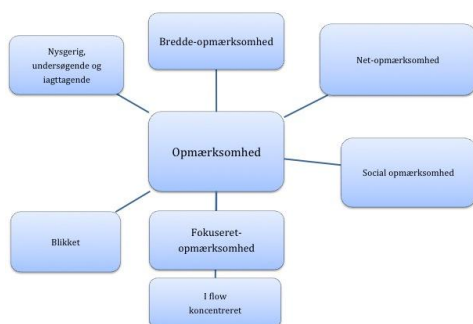 Nysgerig,
undersøgende og
iagttagende
Bredde-opmærksomhed
Net-opmærksomhed
Opmærksomhed
Social opmærksomhed
Blikket
Fokuseret-
opmærksomhed
I flow
koncentreret